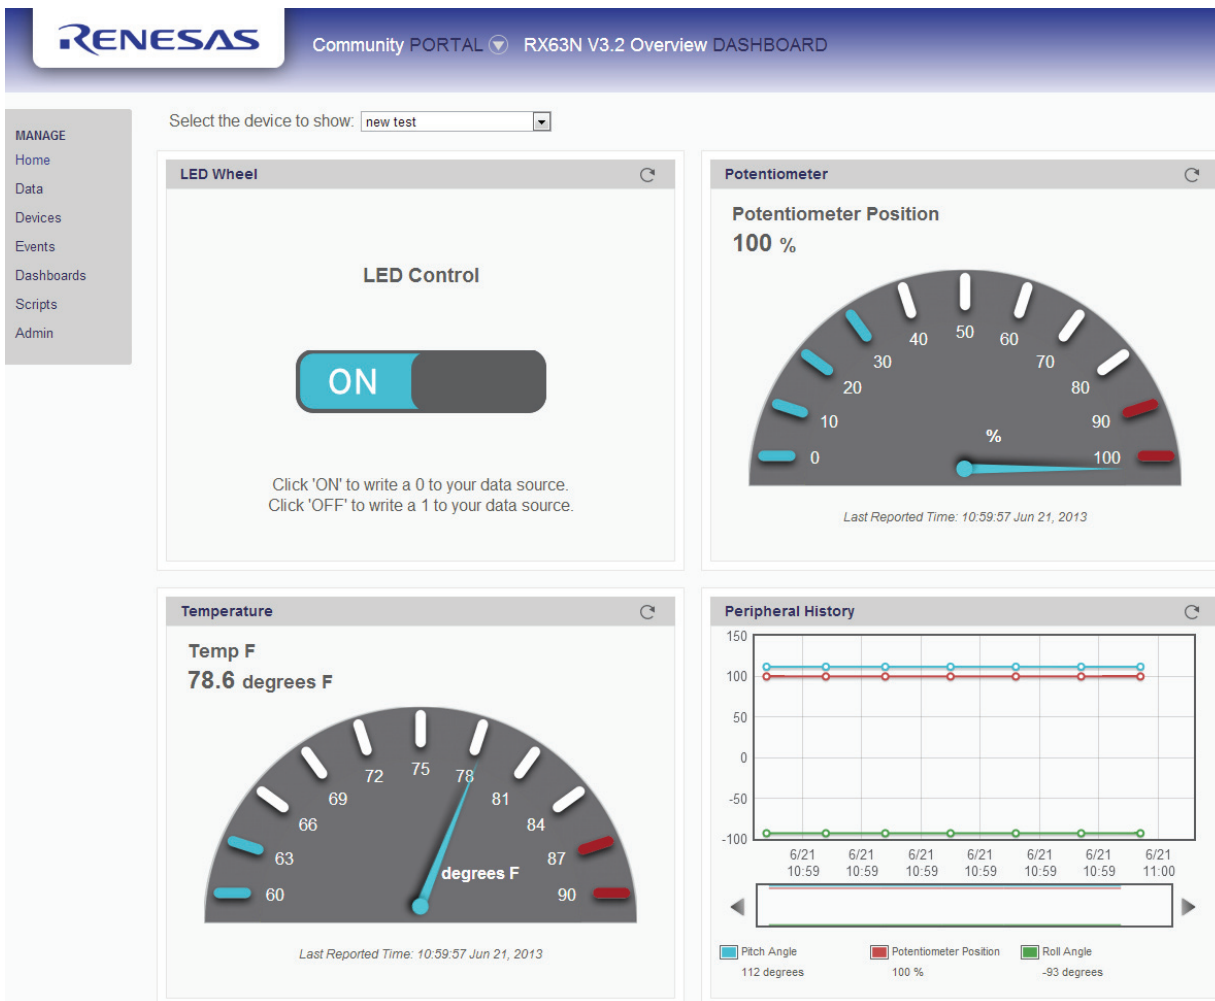 RENESAS
Community PORTAL RX63N V3.2 Overview DASHBOARD
MANAGE
Home
Data
Devices
Events
Dashboards
Scripts
Admin
Select the device to show: new test
LED Wheel
LED Control
ON
Click 'ON' to write a 0 to your data source.
Click 'OFF' to write a 1 to your data source.
Potentiometer
Potentiometer Position
100 %
0
10
20
30
40
50
60
70
80
90
100
%
Last Reported Time: 10:59:57 Jun 21, 2013
Temperature
Temp F
78.6 degrees F
60
63
66
69
72
75
78
81
84
87
90
degrees F
Last Reported Time: 10:59:57 Jun 21, 2013
Peripheral History
150
100
50
0
-50
-100
6/21 6/21 6/21 6/21 6/21 6/21 6/21
10:59 10:59 10:59 10:59 10:59 10:59 11:00
Pitch Angle Potentiometer Position Roll Angle
112 degrees 100 % -93 degrees